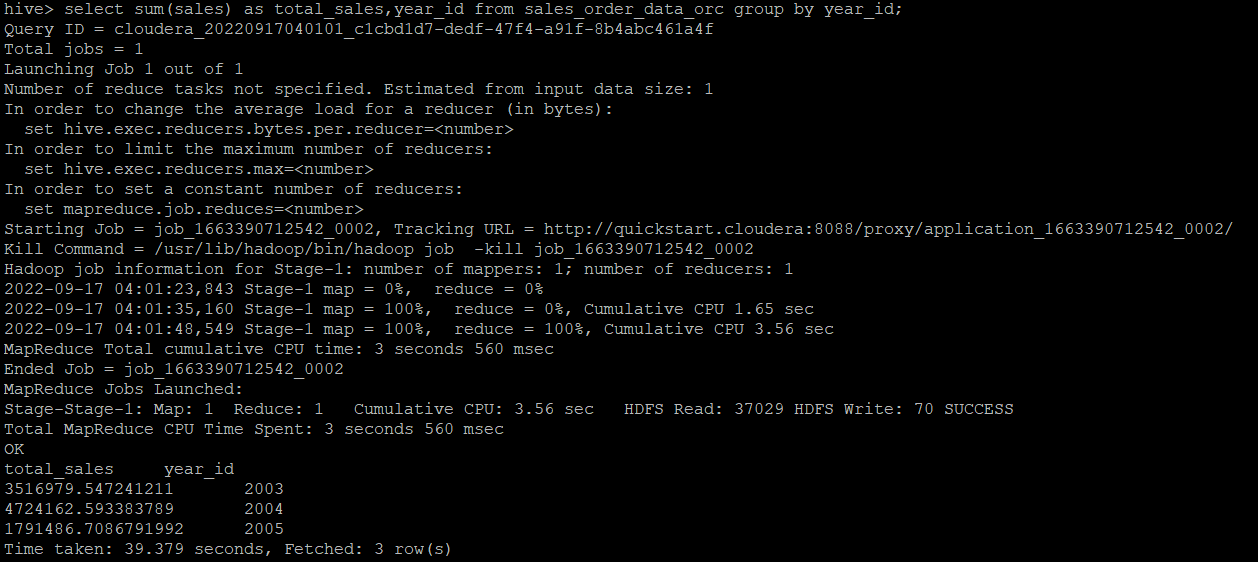 hive> select sum(sales) as total_sales,year_id from sales_order_data_orc group by year_id;
Query ID = cloudera_20220917040101_c1cbd1d7-dedf-47f4-a91f-8b4abc461a4f
Total jobs = 1
Launching Job 1 out of 1
Number of reduce tasks not specified. Estimated from input data size: 1
In order to change the average load for a reducer (in bytes):
  set hive.exec.reducers.bytes.per.reducer=<number>
In order to limit the maximum number of reducers:
  set hive.exec.reducers.max=<number>
In order to set a constant number of reducers:
  set mapreduce.job.reduces=<number>
Starting Job = job_1663390712542_0002, Tracking URL = http://quickstart.cloudera:8088/proxy/application_1663390712542_0002/
Kill Command = /usr/lib/hadoop/bin/hadoop job  -kill job_1663390712542_0002
Hadoop job information for Stage-1: number of mappers: 1; number of reducers: 1
2022-09-17 04:01:23,843 Stage-1 map = 0%,  reduce = 0%
2022-09-17 04:01:35,160 Stage-1 map = 100%,  reduce = 0%, Cumulative CPU 1.65 sec
2022-09-17 04:01:48,549 Stage-1 map = 100%,  reduce = 100%, Cumulative CPU 3.56 sec
MapReduce Total cumulative CPU time: 3 seconds 560 msec
Ended Job = job_1663390712542_0002
MapReduce Jobs Launched:
Stage-Stage-1: Map: 1  Reduce: 1   Cumulative CPU: 3.56 sec   HDFS Read: 37029 HDFS Write: 70 SUCCESS
Total MapReduce CPU Time Spent: 3 seconds 560 msec
OK
total_sales     year_id
3516979.547241211       2003
4724162.593383789       2004
1791486.7086791992      2005
Time taken: 39.379 seconds, Fetched: 3 row(s)